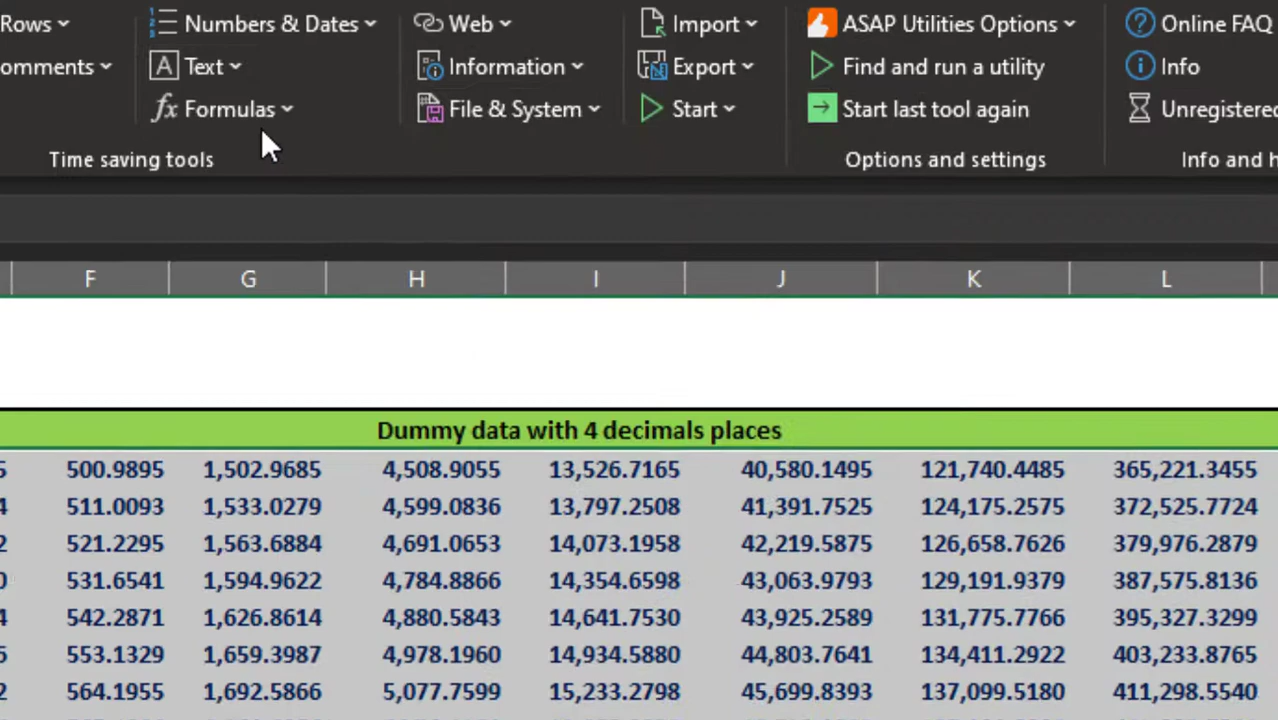 Rows Numbers & Dates Web Import ASAP Utilities Options Online FAQ
omments Text Information Export Find and run a utility Info
Formulas File & System Start Start last tool again Unregistered
Time saving tools Options and settings Info and h
F G H I J K L
Dummy data with 4 decimals places
5 500.9895 1,502.9685 4,508.9055 13,526.7165 40,580.1495 121,740.4485 365,221.3455
4 511.0093 1,533.0279 4,599.0836 13,797.2508 41,391.7525 124,175.2575 372,525.7724
2 521.2295 1,563.6884 4,691.0653 14,073.1958 42,219.5875 126,658.7626 379,976.2879
0 531.6541 1,594.9622 4,784.8866 14,354.6598 43,063.9793 129,191.9379 387,575.8136
4 542.2871 1,626.8614 4,880.5843 14,641.7530 43,925.2589 131,775.7766 395,327.3299
5 553.1329 1,659.3987 4,978.1960 14,934.5880 44,803.7641 134,411.2922 403,233.8765
2 564.1955 1,692.5866 5,077.7599 15,233.2798 45,699.8393 137,099.5180 411,298.5540